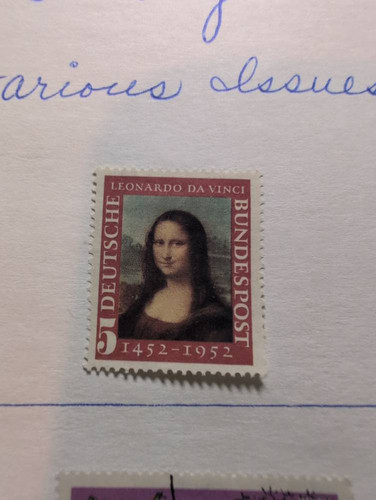 various Issues
LEONARDO DA VINCI
DEUTSCHE
BUNDESPOST
5
1452-1952